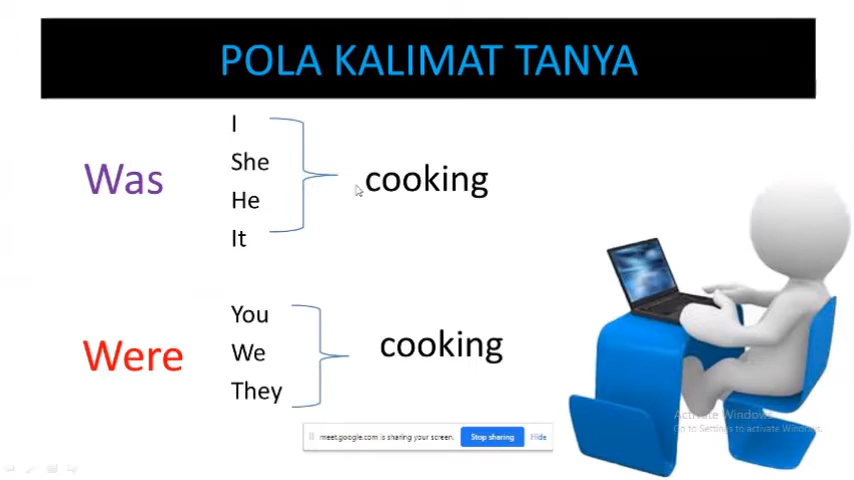 POLA KALIMAT TANYA
Was
I
She
He
It
cooking
Were
You
We
They
cooking
meet.google.com is sharing your screen.
Stop sharing
Hide
Activate Windows
Go to Settings to activate Windows.